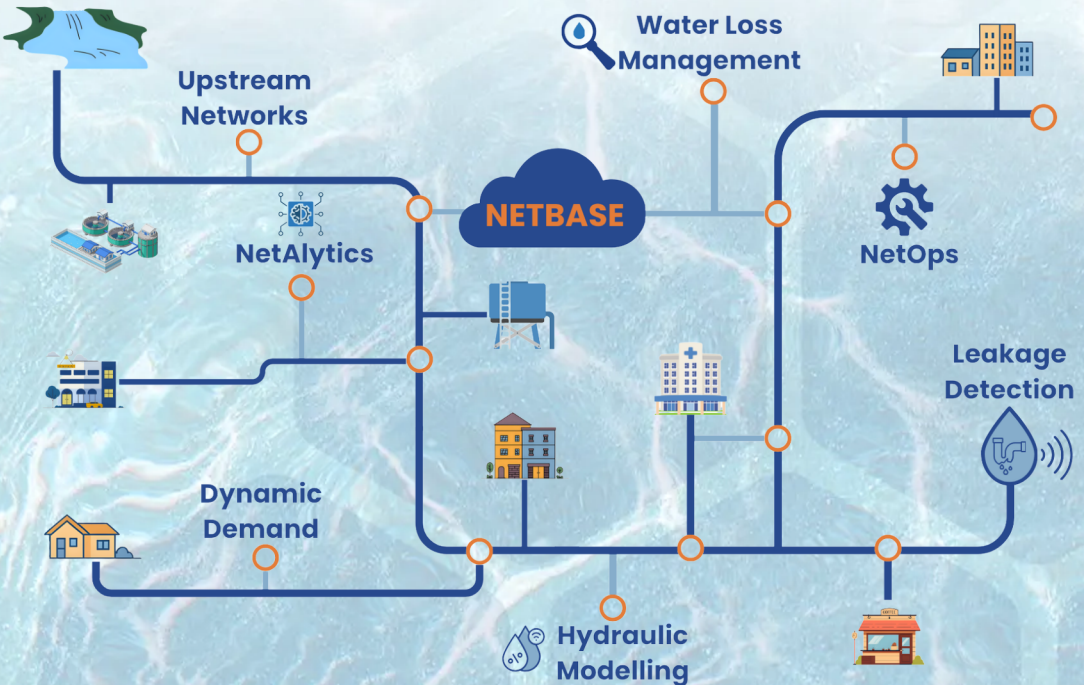 Water Loss
Management
Upstream
Networks
NETBASE
NetAlytics
NetOps
Leakage
Detection
Dynamic
Demand
Hydraulic
Modelling